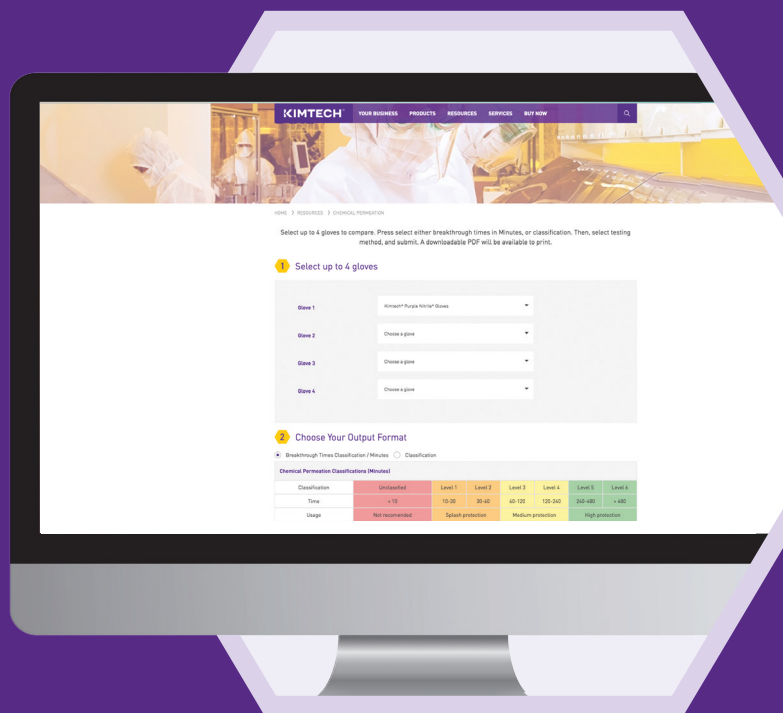 KIMTECH™ YOUR BUSINESS PRODUCTS RESOURCES SERVICES BUY NOW
HOME > RESOURCES > CHEMICAL PERMEATION
Select up to 4 gloves to compare. Press select either breakthrough times in Minutes, or classification. Then, select testing
method, and submit. A downloadable PDF will be available to print.
1 Select up to 4 gloves
Glove 1 Kimtech* Purple Nitrile* Gloves
Glove 2 Choose a glove
Glove 3 Choose a glove
Glove 4 Choose a glove
2 Choose Your Output Format
Breakthrough Times Classification / Minutes Classification
Chemical Permeation Classifications (Minutes)
Classification Unclassified Level 1 Level 2 Level 3 Level 4 Level 5 Level 6
Time < 10 10-30 30-60 60-120 120-240 240-480 > 480
Usage Not recomended Splash protection Medium protection High protection